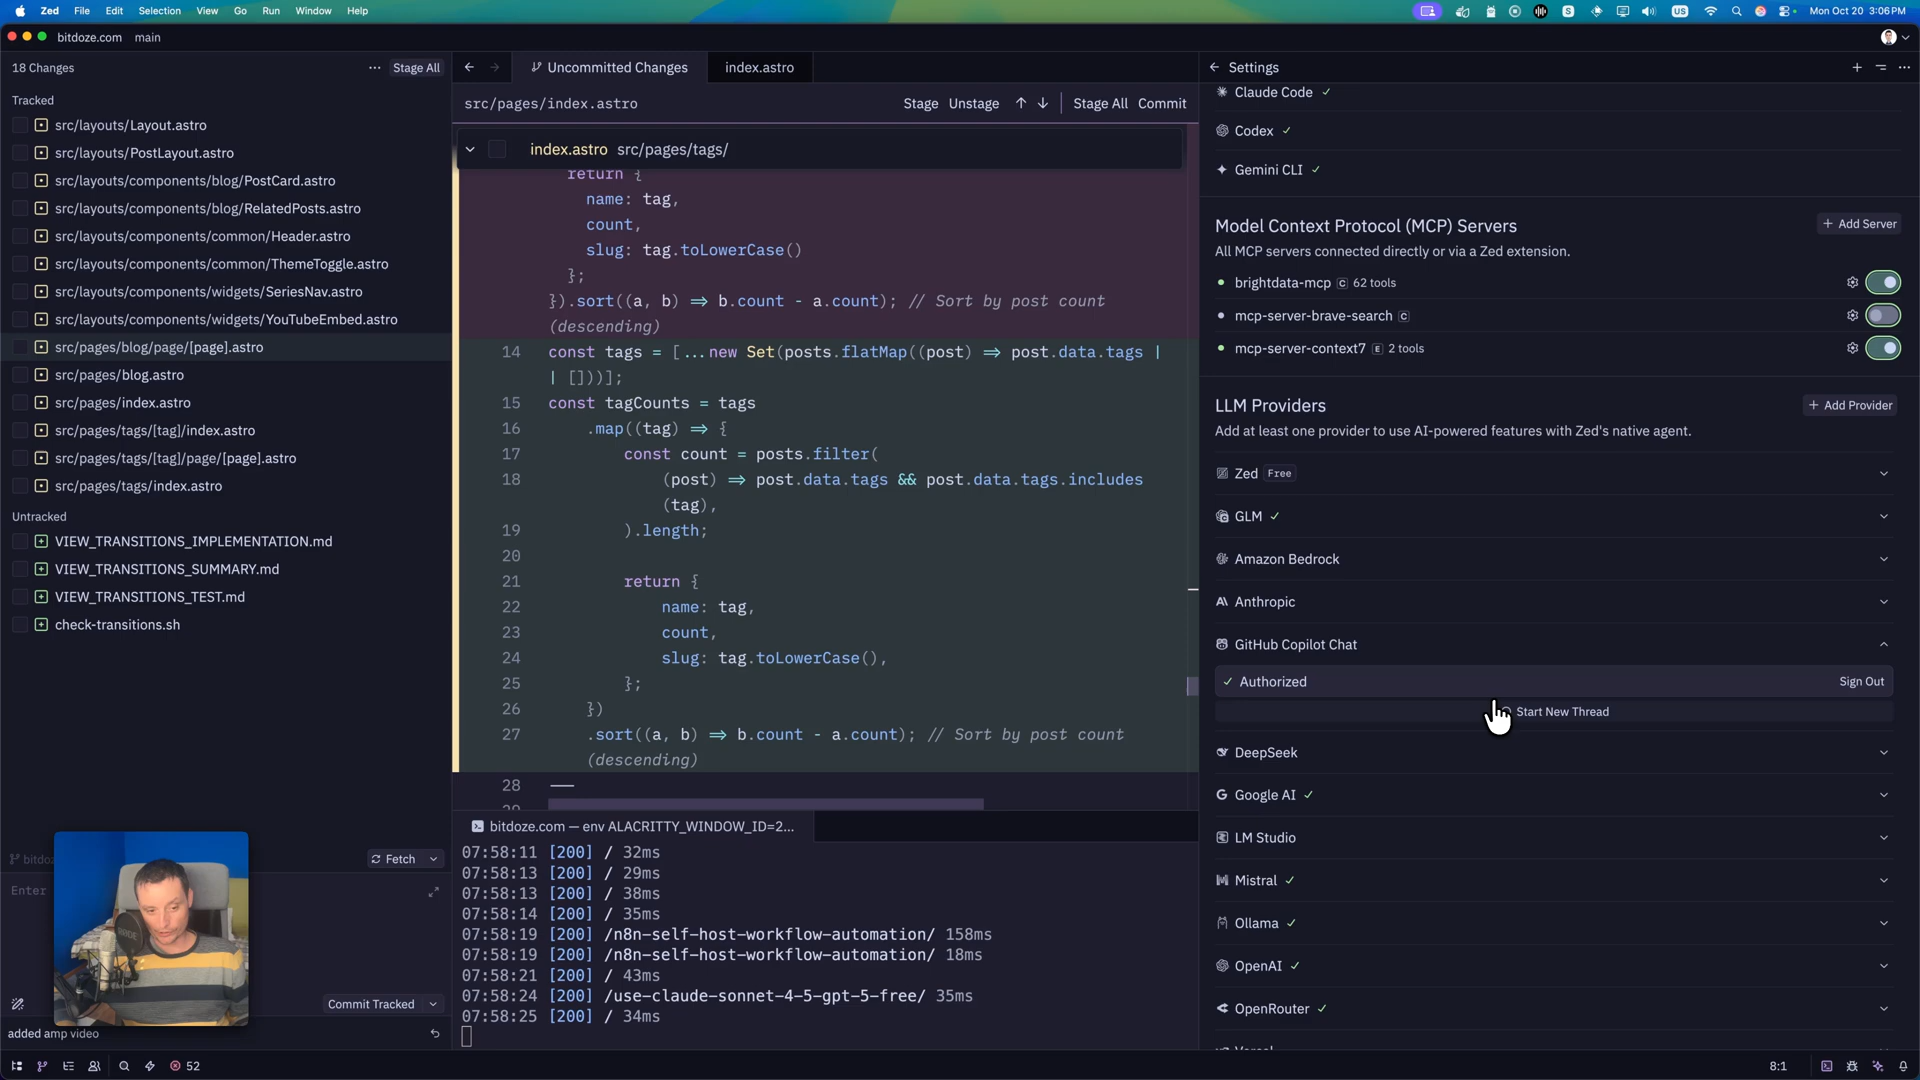 Zed File Edit Selection View Go Run Window Help
US Mon Oct 20 3:06 PM
bitdoze.com main
18 Changes
Stage All
Tracked
src/layouts/Layout.astro
src/layouts/PostLayout.astro
src/layouts/components/blog/PostCard.astro
src/layouts/components/blog/RelatedPosts.astro
src/layouts/components/common/Header.astro
src/layouts/components/common/ThemeToggle.astro
src/layouts/components/widgets/SeriesNav.astro
src/layouts/components/widgets/YouTubeEmbed.astro
src/pages/blog/page/[page].astro
src/pages/blog.astro
src/pages/index.astro
src/pages/tags/[tag]/index.astro
src/pages/tags/[tag]/page/[page].astro
src/pages/tags/index.astro
Untracked
VIEW_TRANSITIONS_IMPLEMENTATION.md
VIEW_TRANSITIONS_SUMMARY.md
VIEW_TRANSITIONS_TEST.md
check-transitions.sh
Fetch
Enter
Commit Tracked
added amp video
52
Uncommitted Changes index.astro
src/pages/index.astro
Stage Unstage Stage All Commit
index.astro src/pages/tags/
return {
name: tag,
count,
slug: tag.toLowerCase()
};
}).sort((a, b) => b.count - a.count); // Sort by post count
(descending)
14 const tags = [...new Set(posts.flatMap((post) => post.data.tags |
| []))];
15 const tagCounts = tags
16 .map((tag) => {
17 const count = posts.filter(
18 (post) => post.data.tags && post.data.tags.includes
(tag),
19 ).length;
20
21 return {
22 name: tag,
23 count,
24 slug: tag.toLowerCase(),
25 };
26 })
27 .sort((a, b) => b.count - a.count); // Sort by post count
(descending)
28 ---
bitdoze.com — env ALACRITTY_WINDOW_ID=2...
07:58:11 [200] / 32ms
07:58:13 [200] / 29ms
07:58:13 [200] / 38ms
07:58:14 [200] / 35ms
07:58:19 [200] /n8n-self-host-workflow-automation/ 158ms
07:58:19 [200] /n8n-self-host-workflow-automation/ 18ms
07:58:21 [200] / 43ms
07:58:24 [200] /use-claude-sonnet-4-5-gpt-5-free/ 35ms
07:58:25 [200] / 34ms
Settings
Claude Code
Codex
Gemini CLI
Model Context Protocol (MCP) Servers
+ Add Server
All MCP servers connected directly or via a Zed extension.
brightdata-mcp C 62 tools
mcp-server-brave-search C
mcp-server-context7 E 2 tools
LLM Providers
+ Add Provider
Add at least one provider to use AI-powered features with Zed's native agent.
Zed Free
GLM
Amazon Bedrock
Anthropic
GitHub Copilot Chat
Authorized Sign Out
Start New Thread
DeepSeek
Google AI
LM Studio
Mistral
Ollama
OpenAI
OpenRouter
8:1